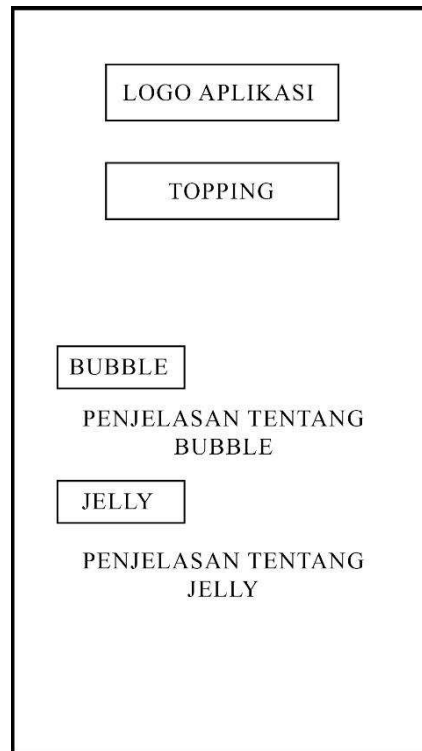 LOGO APLIKASI
TOPPING
BUBBLE
PENJELASAN TENTANG
BUBBLE
JELLY
PENJELASAN TENTANG
JELLY